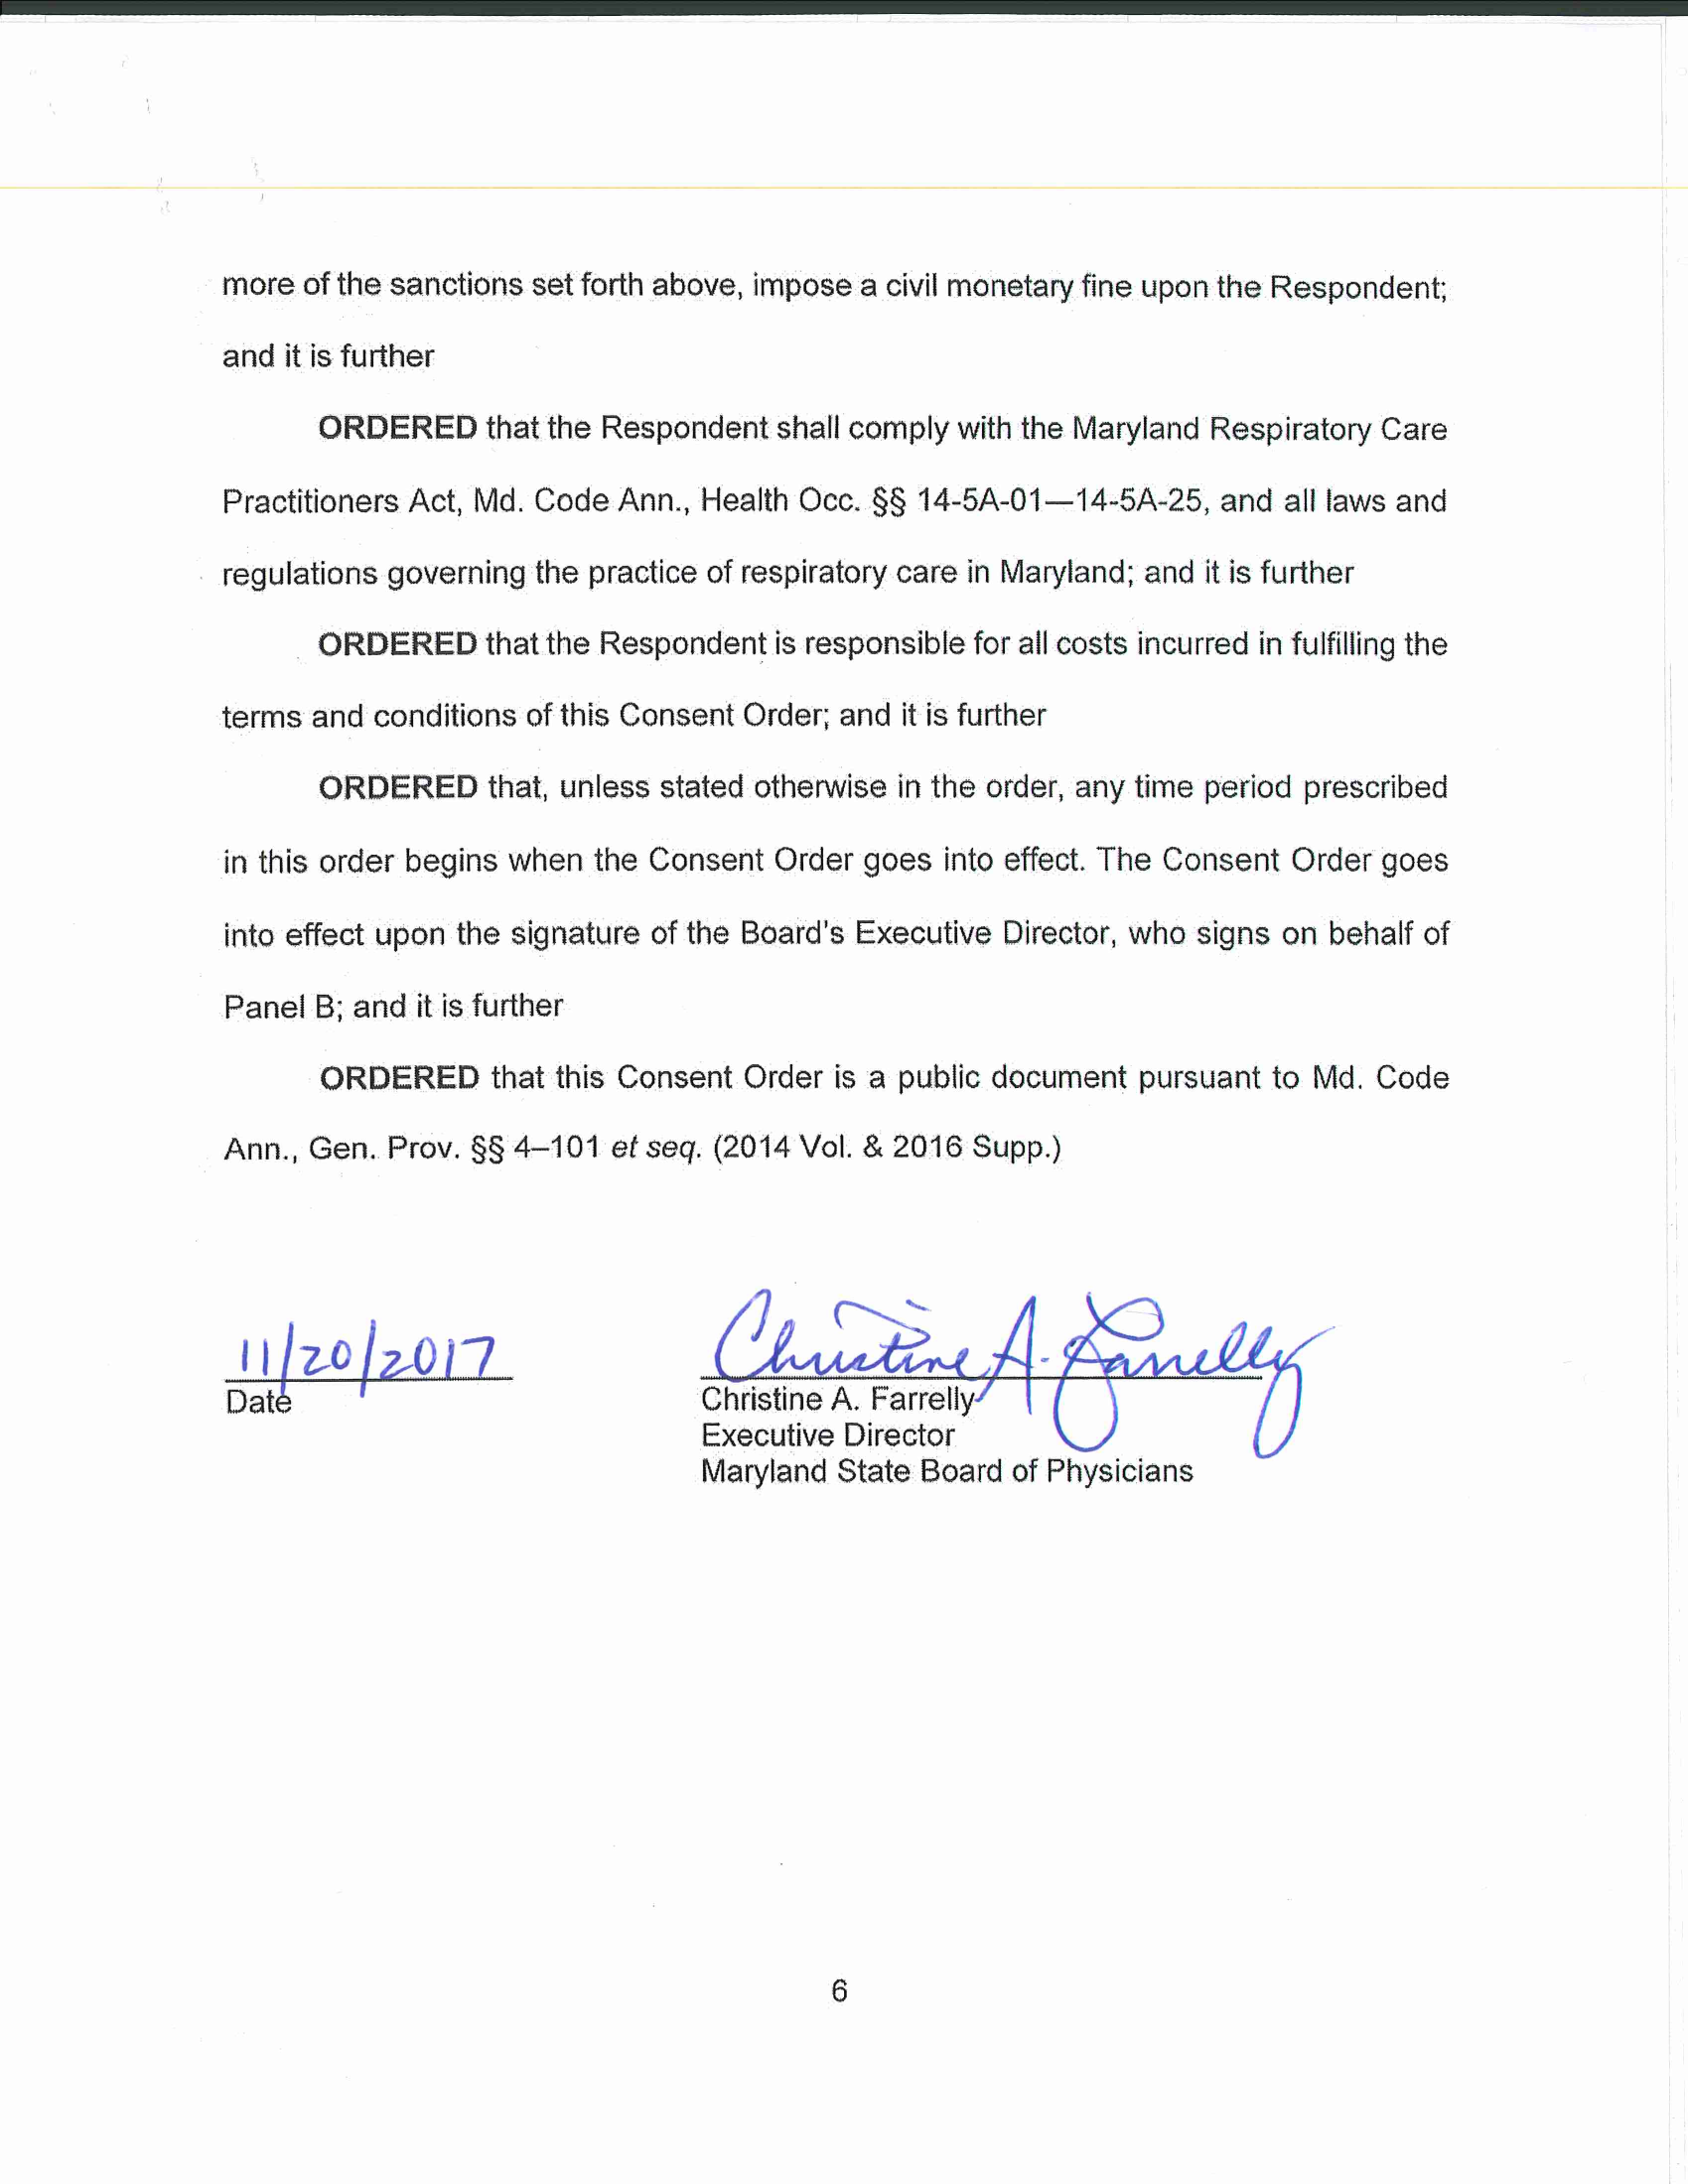 more of the sanctions set forth above, impose a civil monetary fine upon the Respondent;
and it is further
ORDERED that the Respondent shall comply with the Maryland Respiratory Care
Practitioners Act, Md. Code Ann., Health Occ. §§ 14-5A-01—14-5A-25, and all laws and
regulations governing the practice of respiratory care in Maryland; and it is further
ORDERED that the Respondent is responsible for all costs incurred in fulfilling the
terms and conditions of this Consent Order; and it is further
ORDERED that, unless stated otherwise in the order, any time period prescribed
in this order begins when the Consent Order goes into effect. The Consent Order goes
into effect upon the signature of the Board's Executive Director, who signs on behalf of
Panel B; and it is further
ORDERED that this Consent Order is a public document pursuant to Md. Code
Ann., Gen. Prov. §§ 4–101 et seq. (2014 Vol. & 2016 Supp.)
11/20/2017 Christine A. Farrelly
Date Christine A. Farrelly
Executive Director
Maryland State Board of Physicians
6